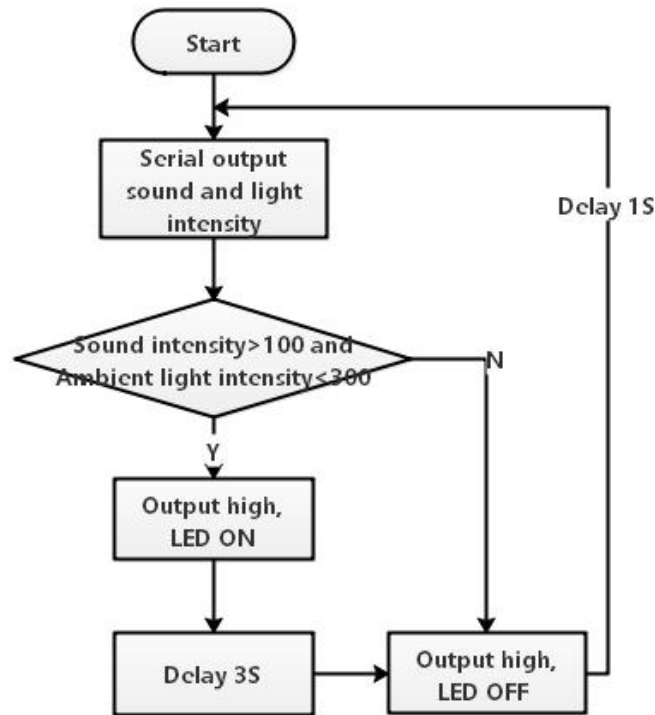 Start
Serial output
sound and light
intensity
Delay 1S
Sound intensity>100 and
Ambient light intensity<300
N
Y
Output high,
LED ON
Delay 3S
Output high,
LED OFF